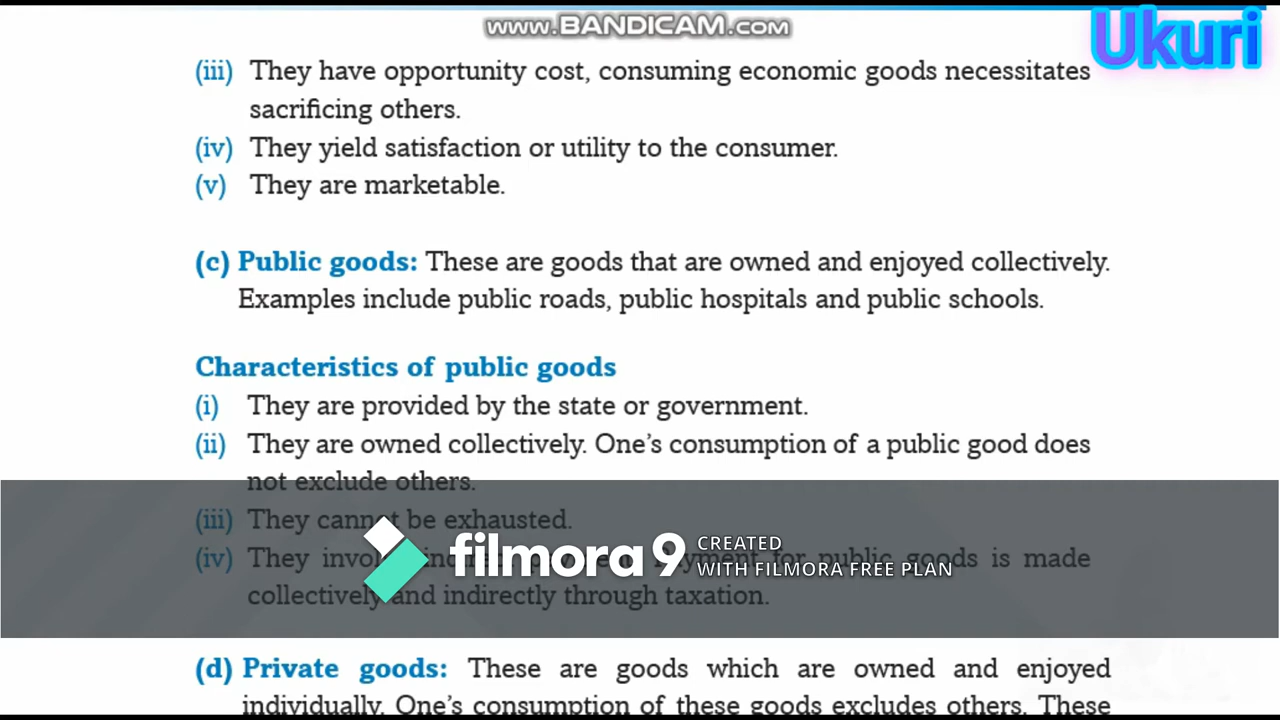 www.BANDICAM.com
Ukuri
(iii) They have opportunity cost, consuming economic goods necessitates
sacrificing others.
(iv) They yield satisfaction or utility to the consumer.
(v) They are marketable.
(c) Public goods: These are goods that are owned and enjoyed collectively.
Examples include public roads, public hospitals and public schools.
Characteristics of public goods
(i) They are provided by the state or government.
(ii) They are owned collectively. One's consumption of a public good does
not exclude others.
(iii) They cannot be exhausted.
(iv) They for public goods is made
collectively and indirectly through taxation.
filmora 9 CREATED
WITH FILMORA FREE PLAN
(d) Private goods: These are goods which are owned and enjoyed
individually. One's consumption of these goods excludes others. These